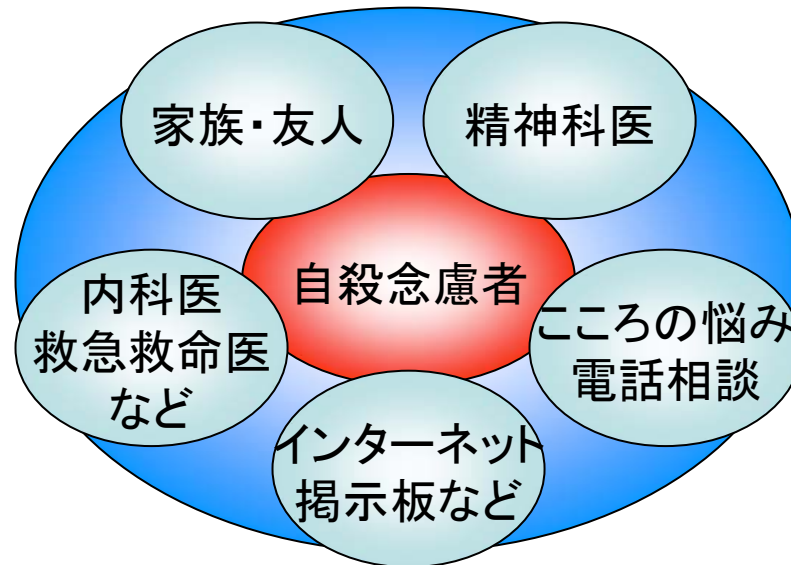 家族・友人
精神科医
自殺念慮者
内科医
救急救命医
など
こころの悩み
電話相談
インターネット
掲示板など